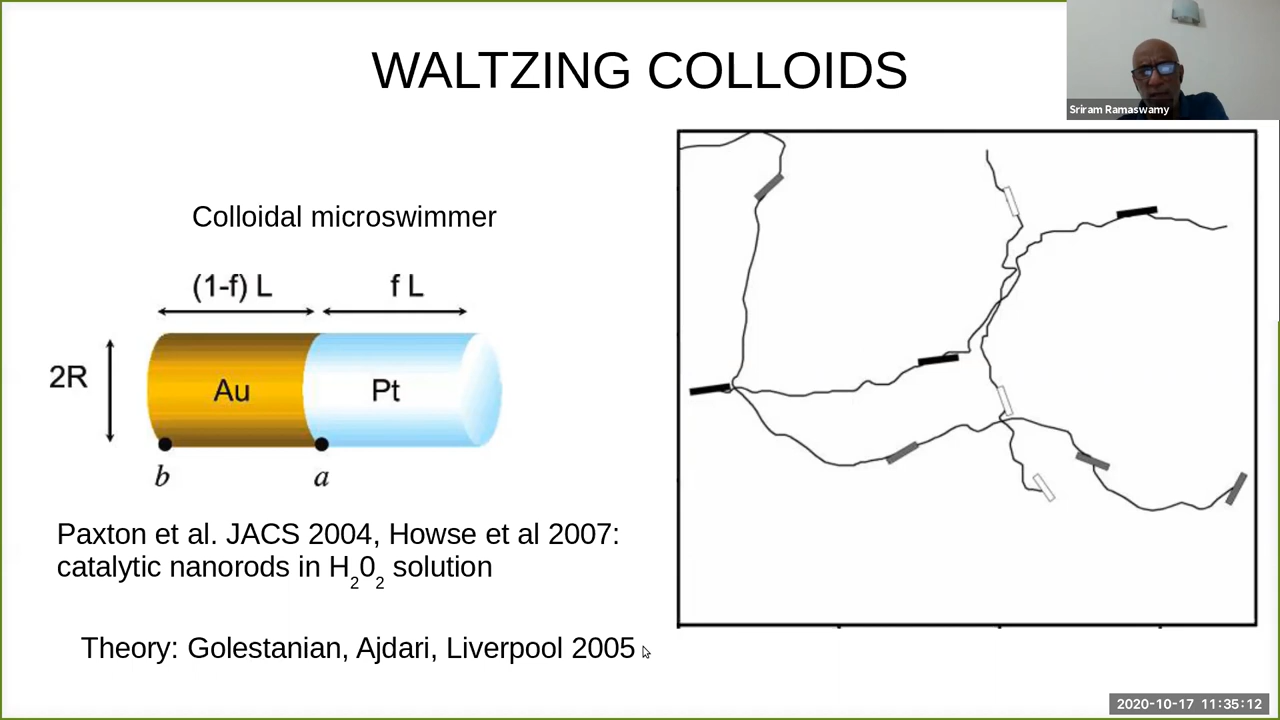 WALTZING COLLOIDS
Sriram Ramaswamy
Colloidal microswimmer
(1-f) L
f L
2R
Au
Pt
b
a
Paxton et al. JACS 2004, Howse et al 2007:
catalytic nanorods in H202 solution
Theory: Golestanian, Ajdari, Liverpool 2005
2020-10-17 11:35:12